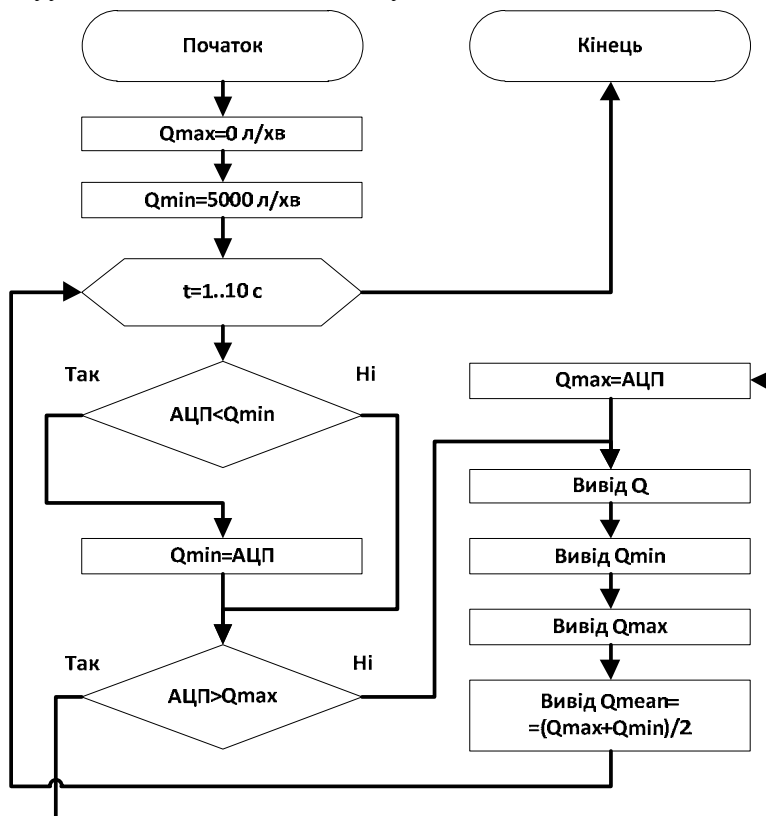 Початок
Кінець
Qmax=0 л/хв
Qmin=5000 л/хв
t=1..10 с
Так
Ні
АЦП<Qmin
Qmin=АЦП
Так
Ні
АЦП>Qmax
Qmax=АЦП
Вивід Q
Вивід Qmin
Вивід Qmax
Вивід Qmean=
=(Qmax+Qmin)/2